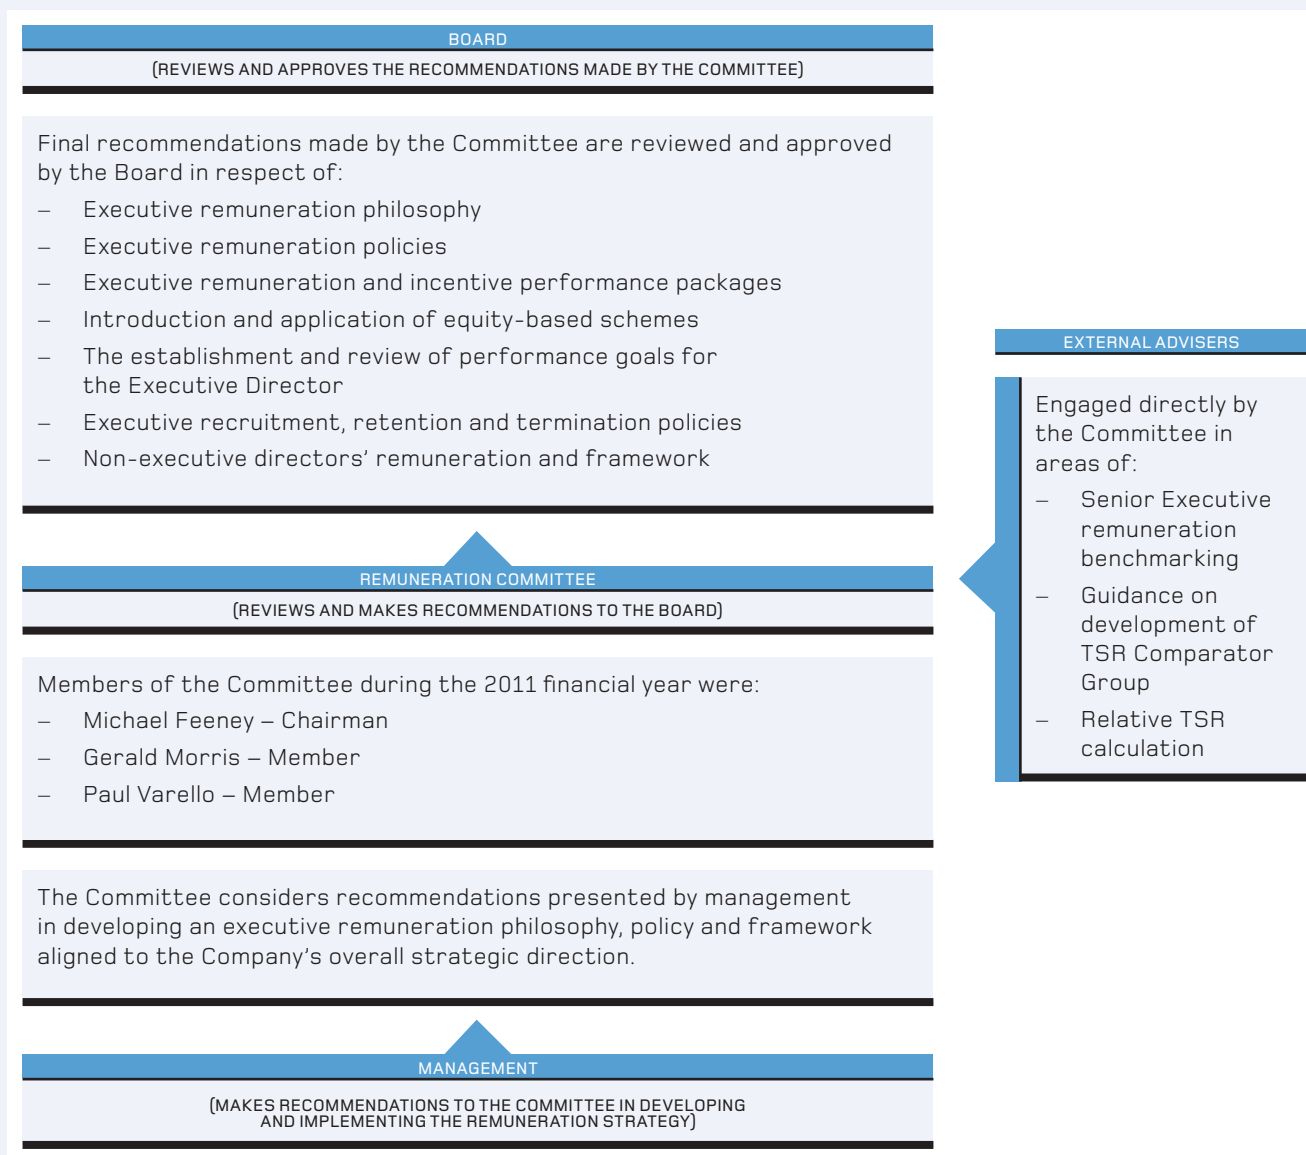 BOARD
(REVIEWS AND APPROVES THE RECOMMENDATIONS MADE BY THE COMMITTEE)
Final recommendations made by the Committee are reviewed and approved
by the Board in respect of:
– Executive remuneration philosophy
– Executive remuneration policies
– Executive remuneration and incentive performance packages
– Introduction and application of equity-based schemes
– The establishment and review of performance goals for
the Executive Director
– Executive recruitment, retention and termination policies
– Non-executive directors’ remuneration and framework
REMUNERATION COMMITTEE
(REVIEWS AND MAKES RECOMMENDATIONS TO THE BOARD)
Members of the Committee during the 2011 financial year were:
– Michael Feeney – Chairman
– Gerald Morris – Member
– Paul Varello – Member
The Committee considers recommendations presented by management
in developing an executive remuneration philosophy, policy and framework
aligned to the Company’s overall strategic direction.
MANAGEMENT
(MAKES RECOMMENDATIONS TO THE COMMITTEE IN DEVELOPING
AND IMPLEMENTING THE REMUNERATION STRATEGY)
EXTERNAL ADVISERS
Engaged directly by
the Committee in
areas of:
– Senior Executive
remuneration
benchmarking
– Guidance on
development of
TSR Comparator
Group
– Relative TSR
calculation